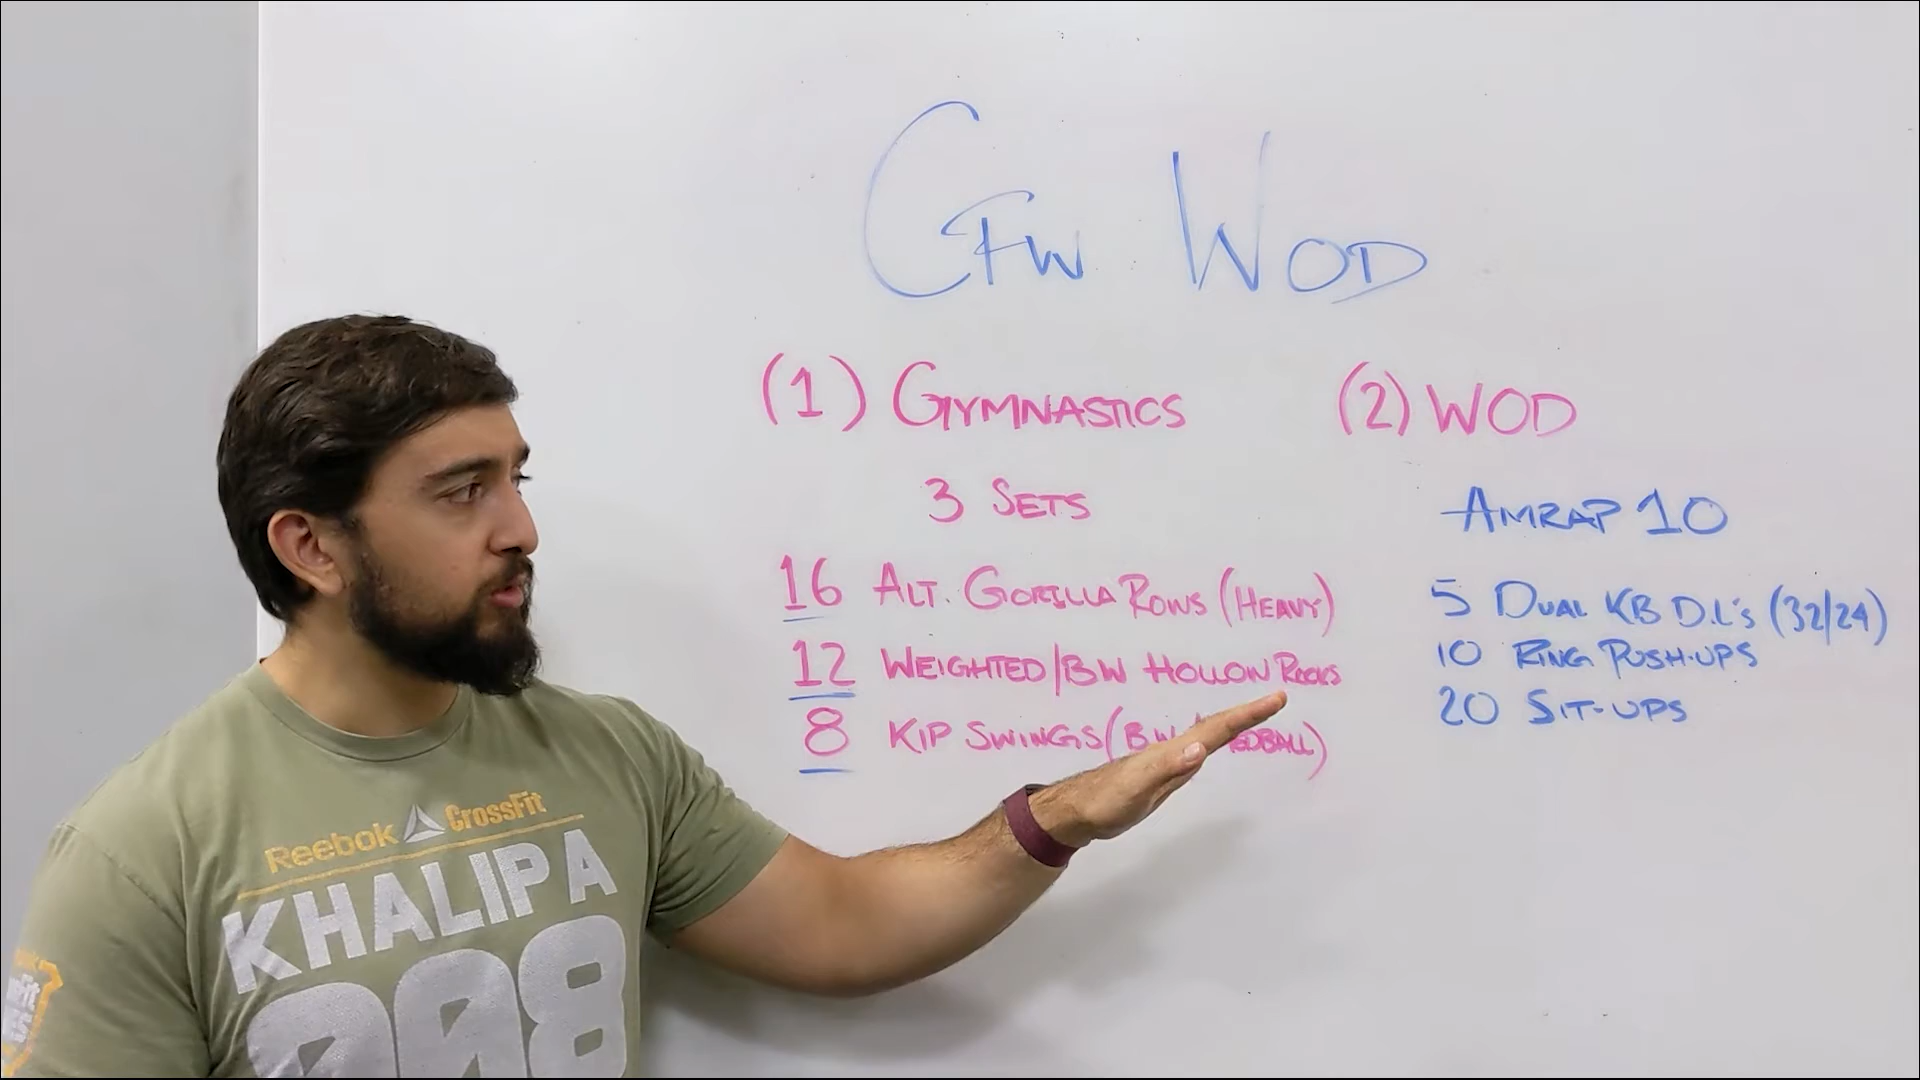 CFW WOD
(1) GYMNASTICS
3 SETS
16 ALT. GORILLA ROWS (HEAVY)
12 WEIGHTED/BW HOLLOW ROCKS
8 KIP SWINGS (BW
(2) WOD
AMRAP 10
5 DUAL KB D.L's (32/24)
10 RING PUSH-UPS
20 SIT-UPS
Reebok CrossFit
KHALIPA
008